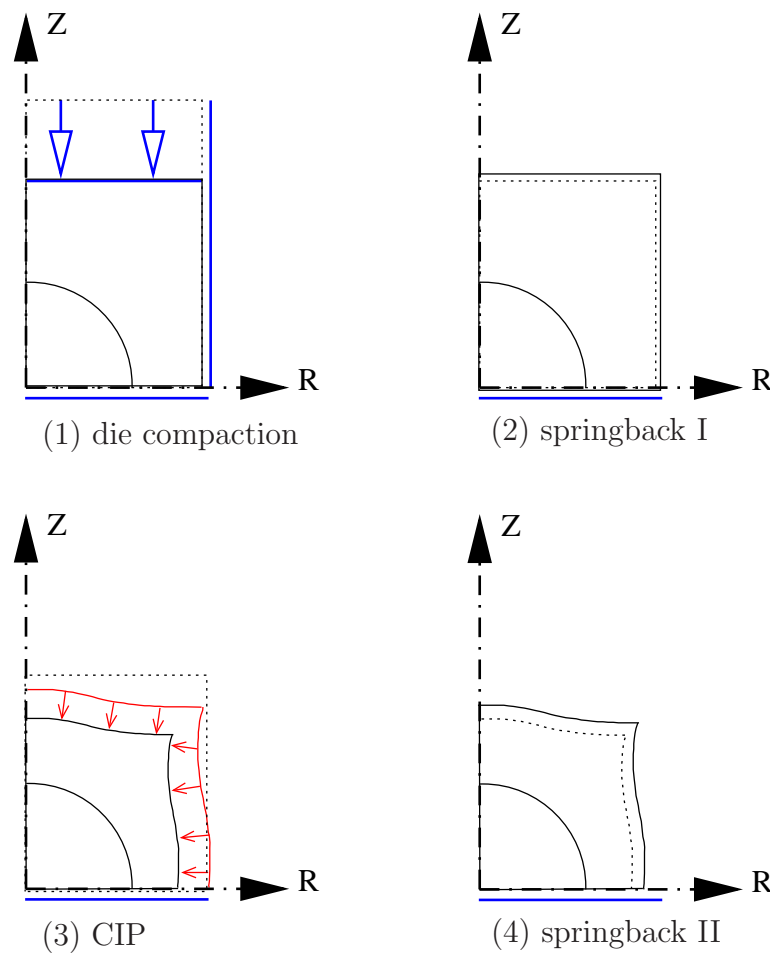 Z
Z
R
R
(1) die compaction
(2) springback I
Z
Z
R
R
(3) CIP
(4) springback II